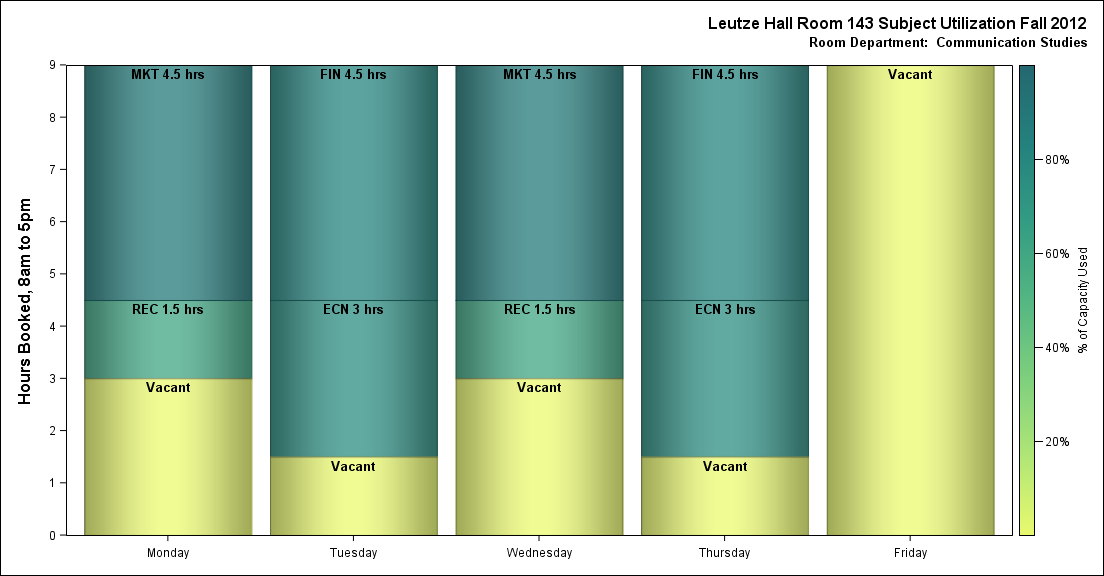 Leutze Hall Room 143 Subject Utilization Fall 2012
Room Department:  Communication Studies
Hours Booked, 8am to 5pm
9
8
7
6
5
4
3
2
1
0
MKT 4.5 hrs
REC 1.5 hrs
Vacant
FIN 4.5 hrs
ECN 3 hrs
Vacant
MKT 4.5 hrs
REC 1.5 hrs
Vacant
FIN 4.5 hrs
ECN 3 hrs
Vacant
Vacant
Monday
Tuesday
Wednesday
Thursday
Friday
80%
60%
40%
20%
% of Capacity Used